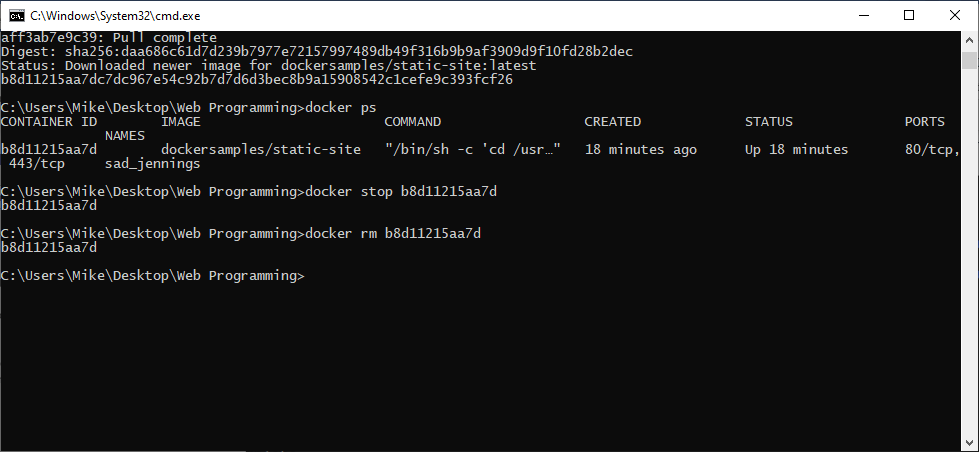 C:\Windows\System32\cmd.exe
aff3ab7e9c39: Pull complete
Digest: sha256:daa686c61d7d239b7977e72157997489db49f316b9b9af3909d9f10fd28b2dec
Status: Downloaded newer image for dockersamples/static-site:latest
b8d11215aa7dc7dc967e54c92b7d7d6d3bec8b9a15908542c1cefe9c393fcf26
C:\Users\Mike\Desktop\Web Programming>docker ps
CONTAINER ID        IMAGE                       COMMAND                  CREATED             STATUS              PORTS
             NAMES
b8d11215aa7d        dockersamples/static-site   "/bin/sh -c 'cd /usr…"   18 minutes ago      Up 18 minutes       80/tcp,
 443/tcp     sad_jennings
C:\Users\Mike\Desktop\Web Programming>docker stop b8d11215aa7d
b8d11215aa7d
C:\Users\Mike\Desktop\Web Programming>docker rm b8d11215aa7d
b8d11215aa7d
C:\Users\Mike\Desktop\Web Programming>